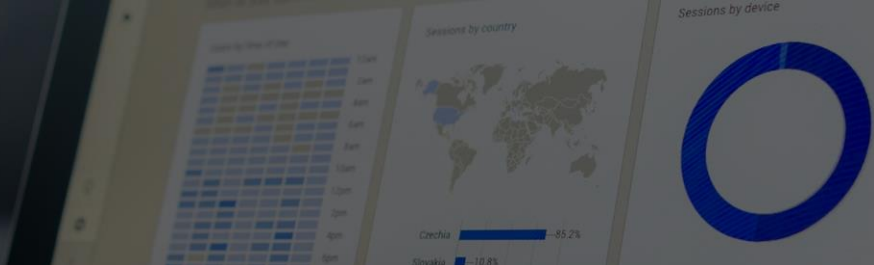 Sessions by country
Sessions by device
12am
2am
4am
6am
8am
10am
12pm
2pm
4pm
6pm
Czechia
85.2%
Slovakia
10.8%